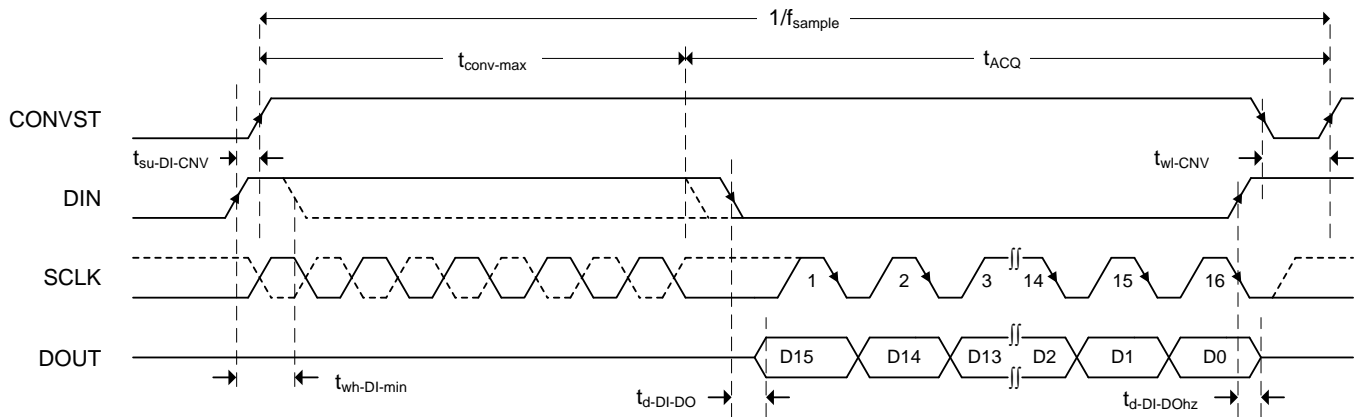 1/fsample
tconv-max
tACQ
CONVST
tsu-DI-CNV
twl-CNV
DIN
SCLK
1 2 3 14 15 16
DOUT
D15 D14 D13 D2 D1 D0
twh-DI-min
td-DI-DO
td-DI-DOhz